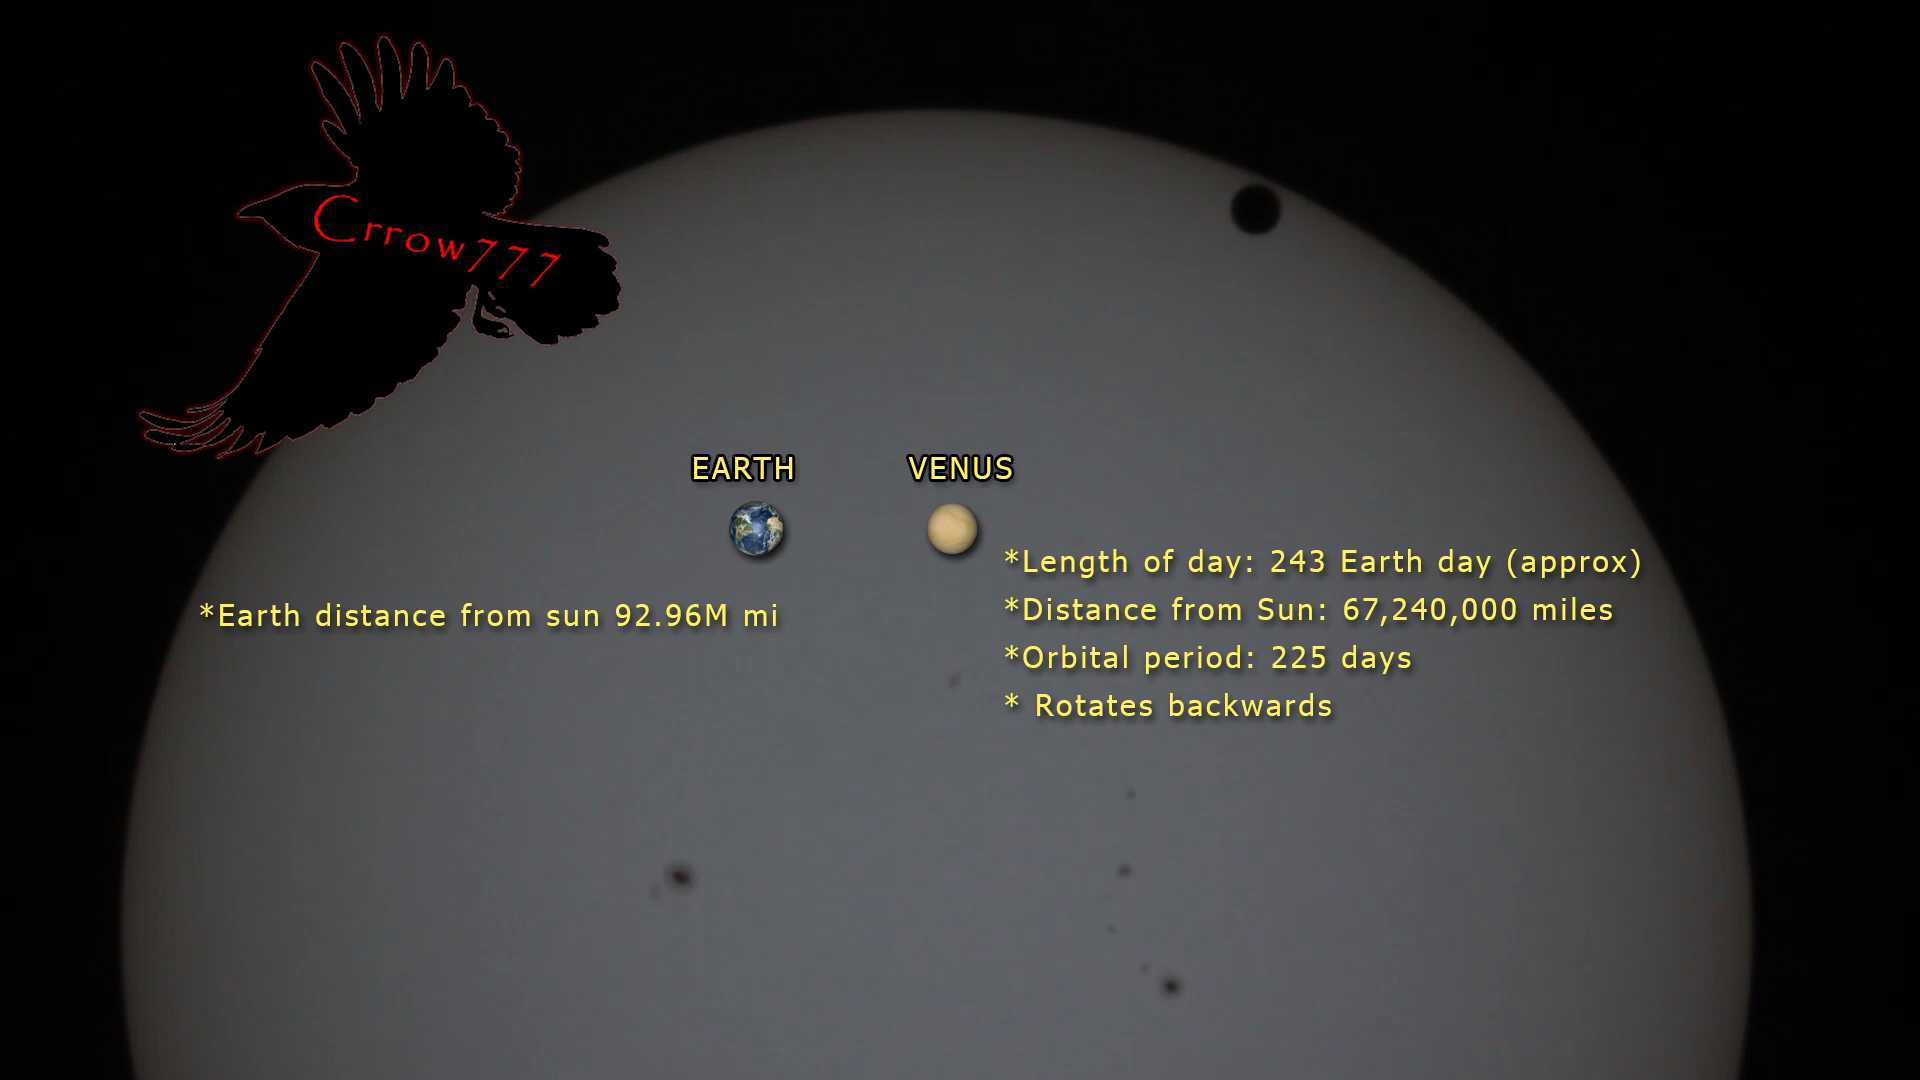 Crrow777
EARTH
VENUS
*Length of day: 243 Earth day (approx)
*Earth distance from sun 92.96M mi
*Distance from Sun: 67,240,000 miles
*Orbital period: 225 days
* Rotates backwards